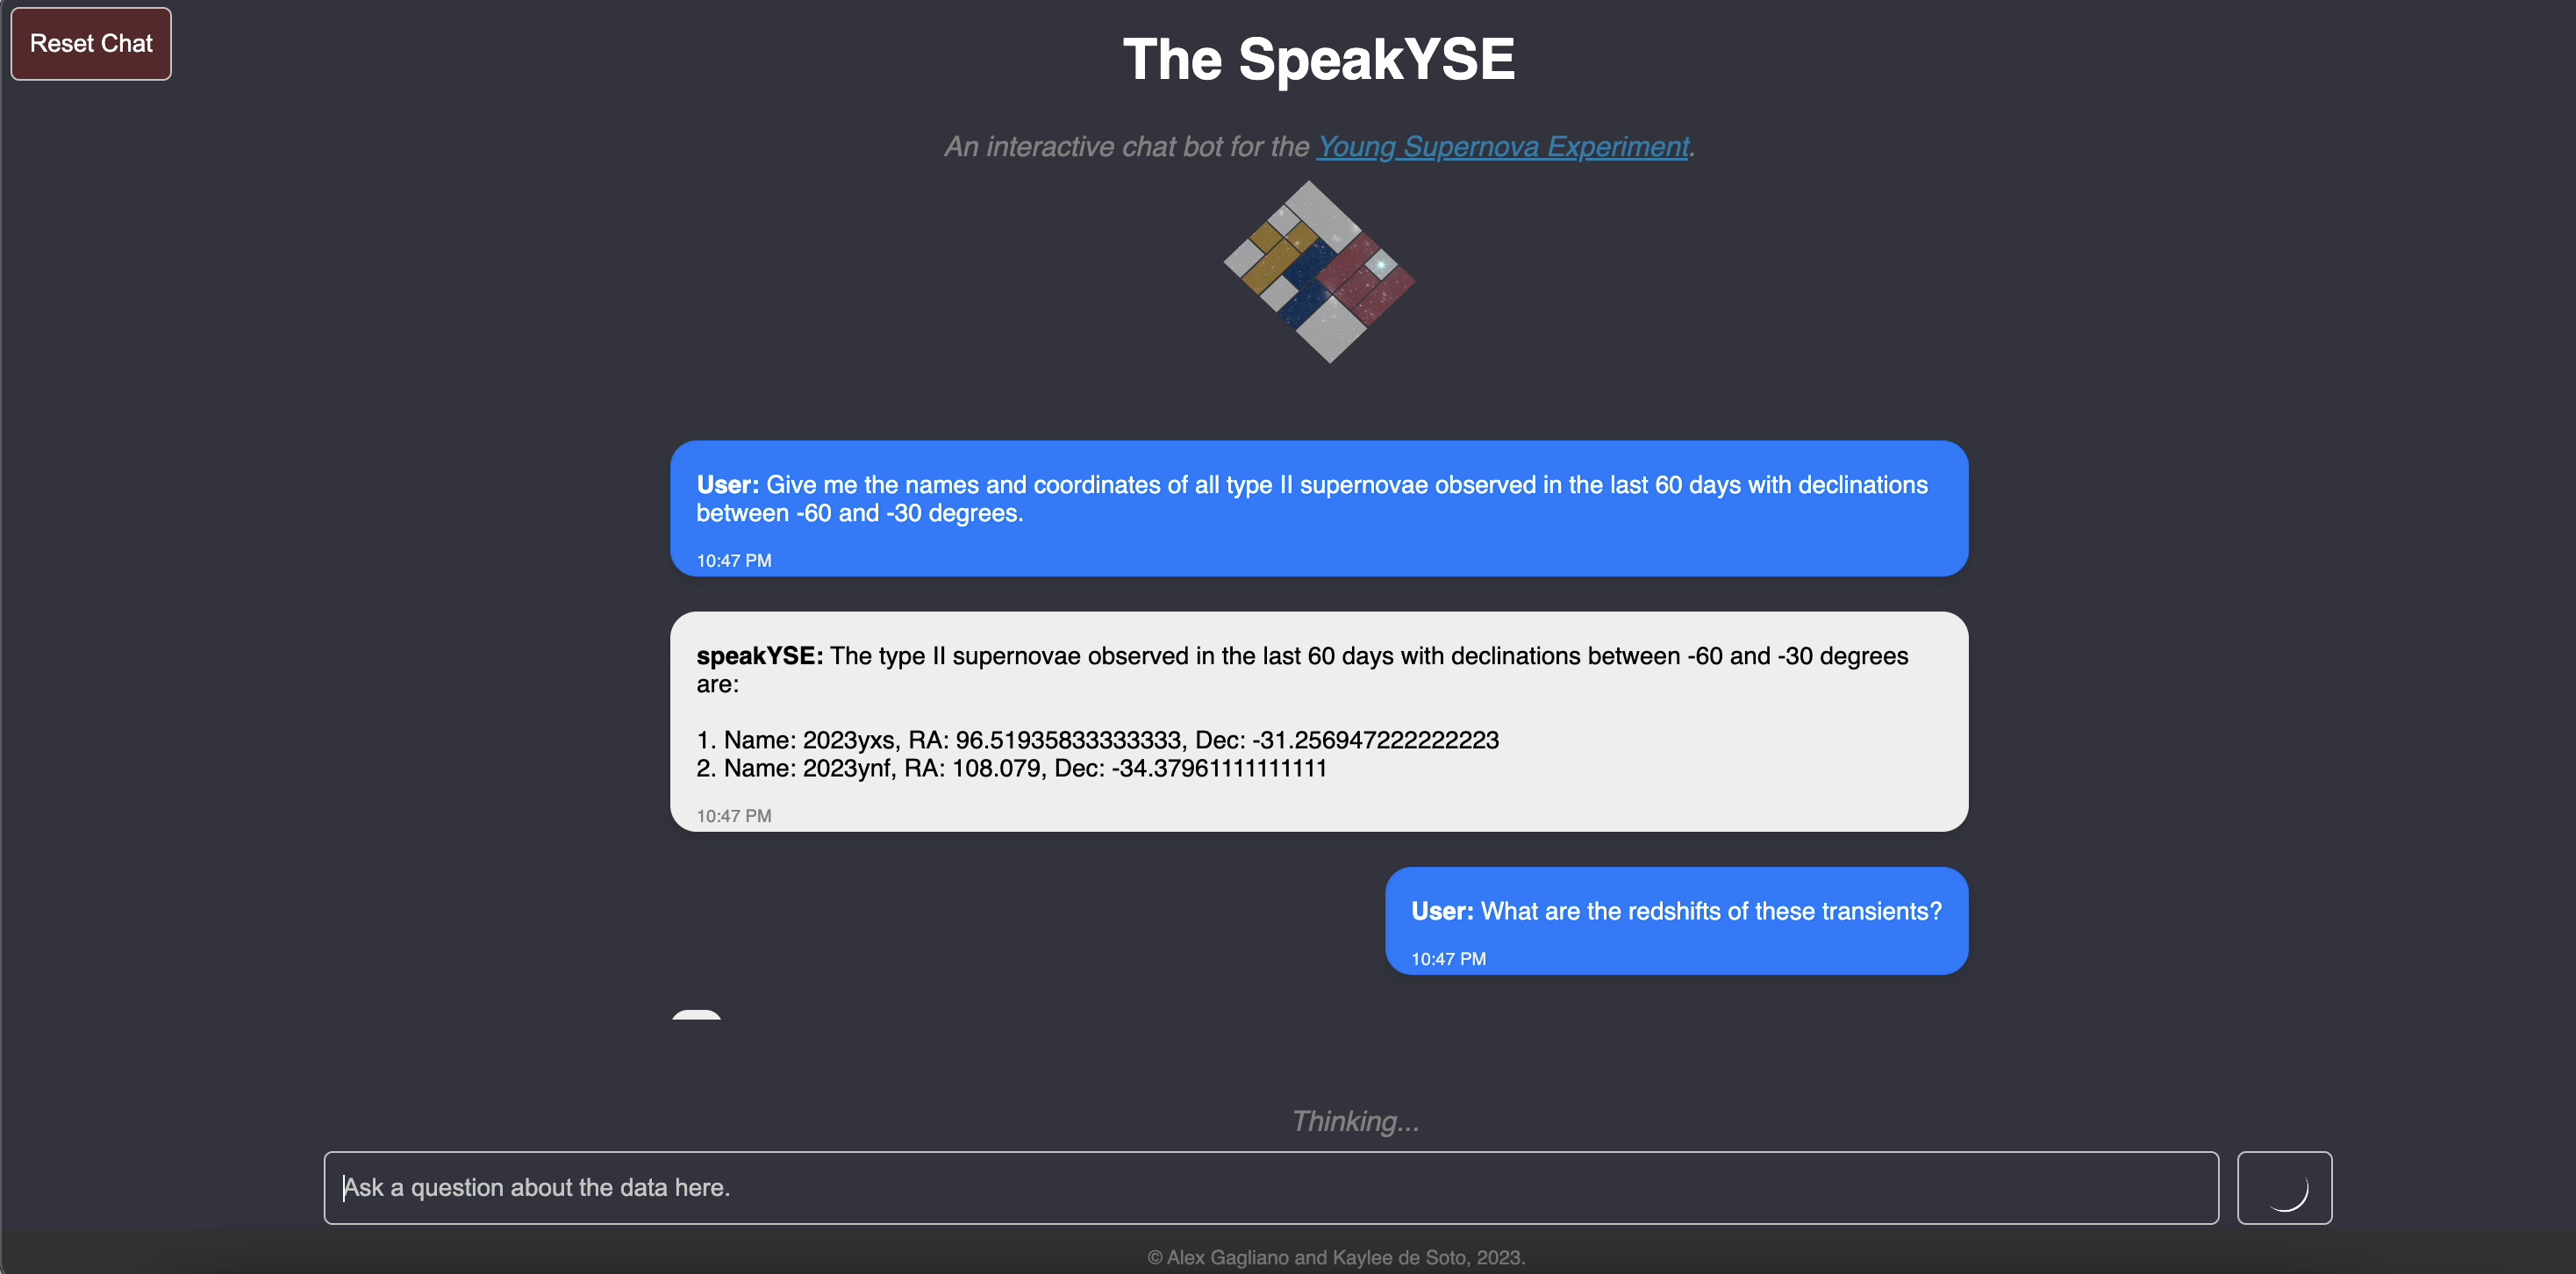 Reset Chat
The SpeakYSE
An interactive chat bot for the Young Supernova Experiment.
User: Give me the names and coordinates of all type II supernovae observed in the last 60 days with declinations
between -60 and -30 degrees.
10:47 PM
speakYSE: The type II supernovae observed in the last 60 days with declinations between -60 and -30 degrees
are:
1. Name: 2023yxs, RA: 96.51935833333333, Dec: -31.256947222222223
2. Name: 2023ynf, RA: 108.079, Dec: -34.37961111111111
10:47 PM
User: What are the redshifts of these transients?
10:47 PM
Thinking...
Ask a question about the data here.
© Alex Gagliano and Kaylee de Soto, 2023.